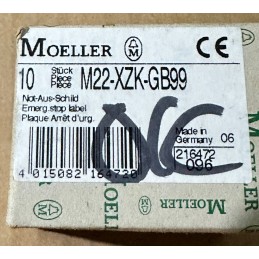 MOELLER CE
10 Stück Piece Pièce M22-XZK-GB99
Not-Aus-Schild
Emerg.stop label
Plaque Arrêt d'urg.
Made in
Germany 06
216472
096
4 015082 164720
MOELLER